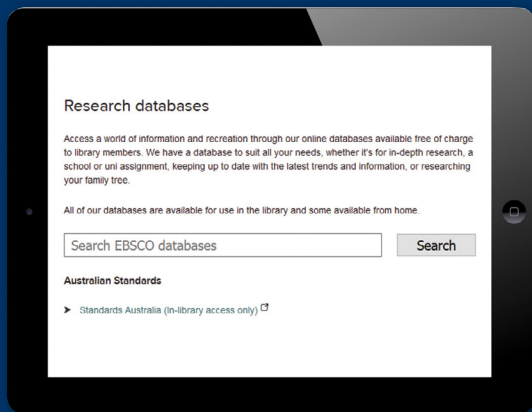 Research databases
Access a world of information and recreation through our online databases available free of charge
to library members. We have a database to suit all your needs, whether it's for in-depth research, a
school or uni assignment, keeping up to date with the latest trends and information, or researching
your family tree.
All of our databases are available for use in the library and some available from home.
Search EBSCO databases
Search
Australian Standards
Standards Australia (In-library access only)